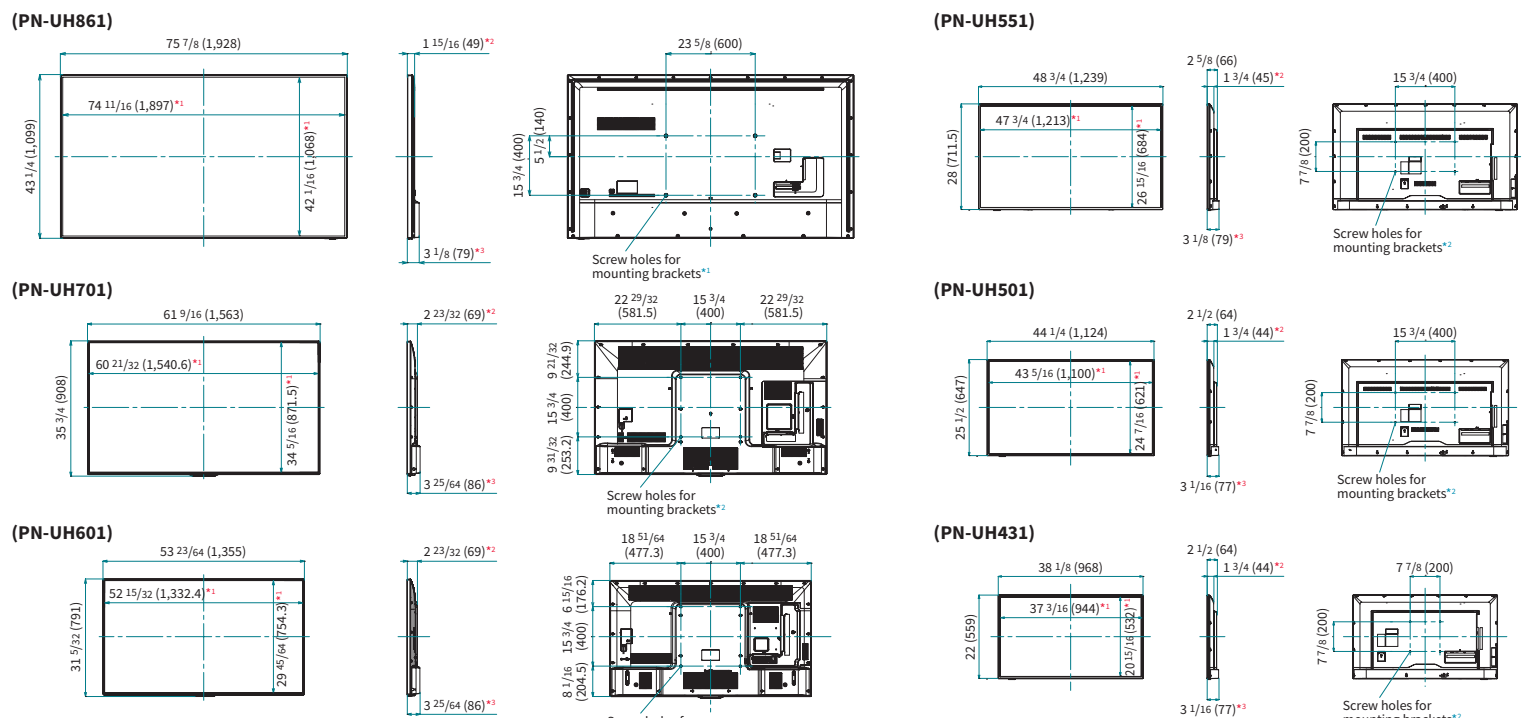 (PN-UH861)
75 7/8 (1,928)
1 15/16 (49)*2
23 5/8 (600)
43 1/4 (1,099)
74 11/16 (1,897)*1
42 1/16 (1,068)*1
3 1/8 (79)*3
15 3/4 (400)
5 1/2 (140)
Screw holes for
mounting brackets*1
(PN-UH551)
48 3/4 (1,239)
2 5/8 (66)
1 3/4 (45)*2
15 3/4 (400)
28 (711.5)
47 3/4 (1,213)*1
26 15/16 (684)*1
3 1/8 (79)*3
7 7/8 (200)
Screw holes for
mounting brackets*2
(PN-UH701)
61 9/16 (1,563)
2 23/32 (69)*2
22 29/32
(581.5)
15 3/4
(400)
22 29/32
(581.5)
35 3/4 (908)
60 21/32 (1,540.6)*1
34 5/16 (871.5)*1
3 25/64 (86)*3
9 21/32
(244.9)
15 3/4
(400)
9 31/32
(253.2)
Screw holes for
mounting brackets*2
(PN-UH501)
44 1/4 (1,124)
2 1/2 (64)
1 3/4 (44)*2
15 3/4 (400)
25 1/2 (647)
43 5/16 (1,100)*1
24 7/16 (621)*1
3 1/16 (77)*3
7 7/8 (200)
Screw holes for
mounting brackets*2
(PN-UH601)
53 23/64 (1,355)
2 23/32 (69)*2
18 51/64
(477.3)
15 3/4
(400)
18 51/64
(477.3)
31 5/32 (791)
52 15/32 (1,332.4)*1
29 45/64 (754.3)*1
3 25/64 (86)*3
6 15/16
(176.2)
15 3/4
(400)
8 1/16
(204.5)
Screw holes for
(PN-UH431)
38 1/8 (968)
2 1/2 (64)
1 3/4 (44)*2
7 7/8 (200)
22 (559)
37 3/16 (944)*1
20 15/16 (532)*1
3 1/16 (77)*3
7 7/8 (200)
Screw holes for
mounting brackets*2